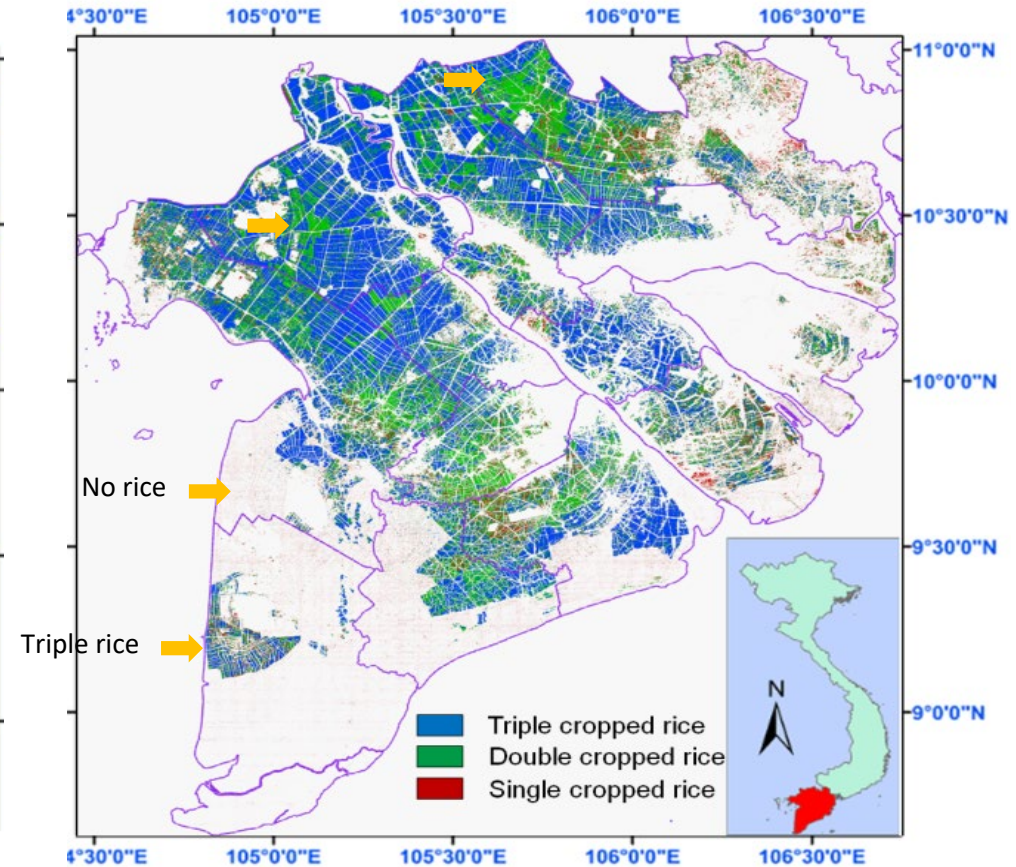 4°30'0"E 105°0'0"E 105°30'0"E 106°0'0"E 106°30'0"E
11°0'0"N
10°30'0"N
10°0'0"N
No rice
9°30'0"N
Triple rice
N
9°0'0"N
Triple cropped rice
Double cropped rice
Single cropped rice
4°30'0"E 105°0'0"E 105°30'0"E 106°0'0"E 106°30'0"E